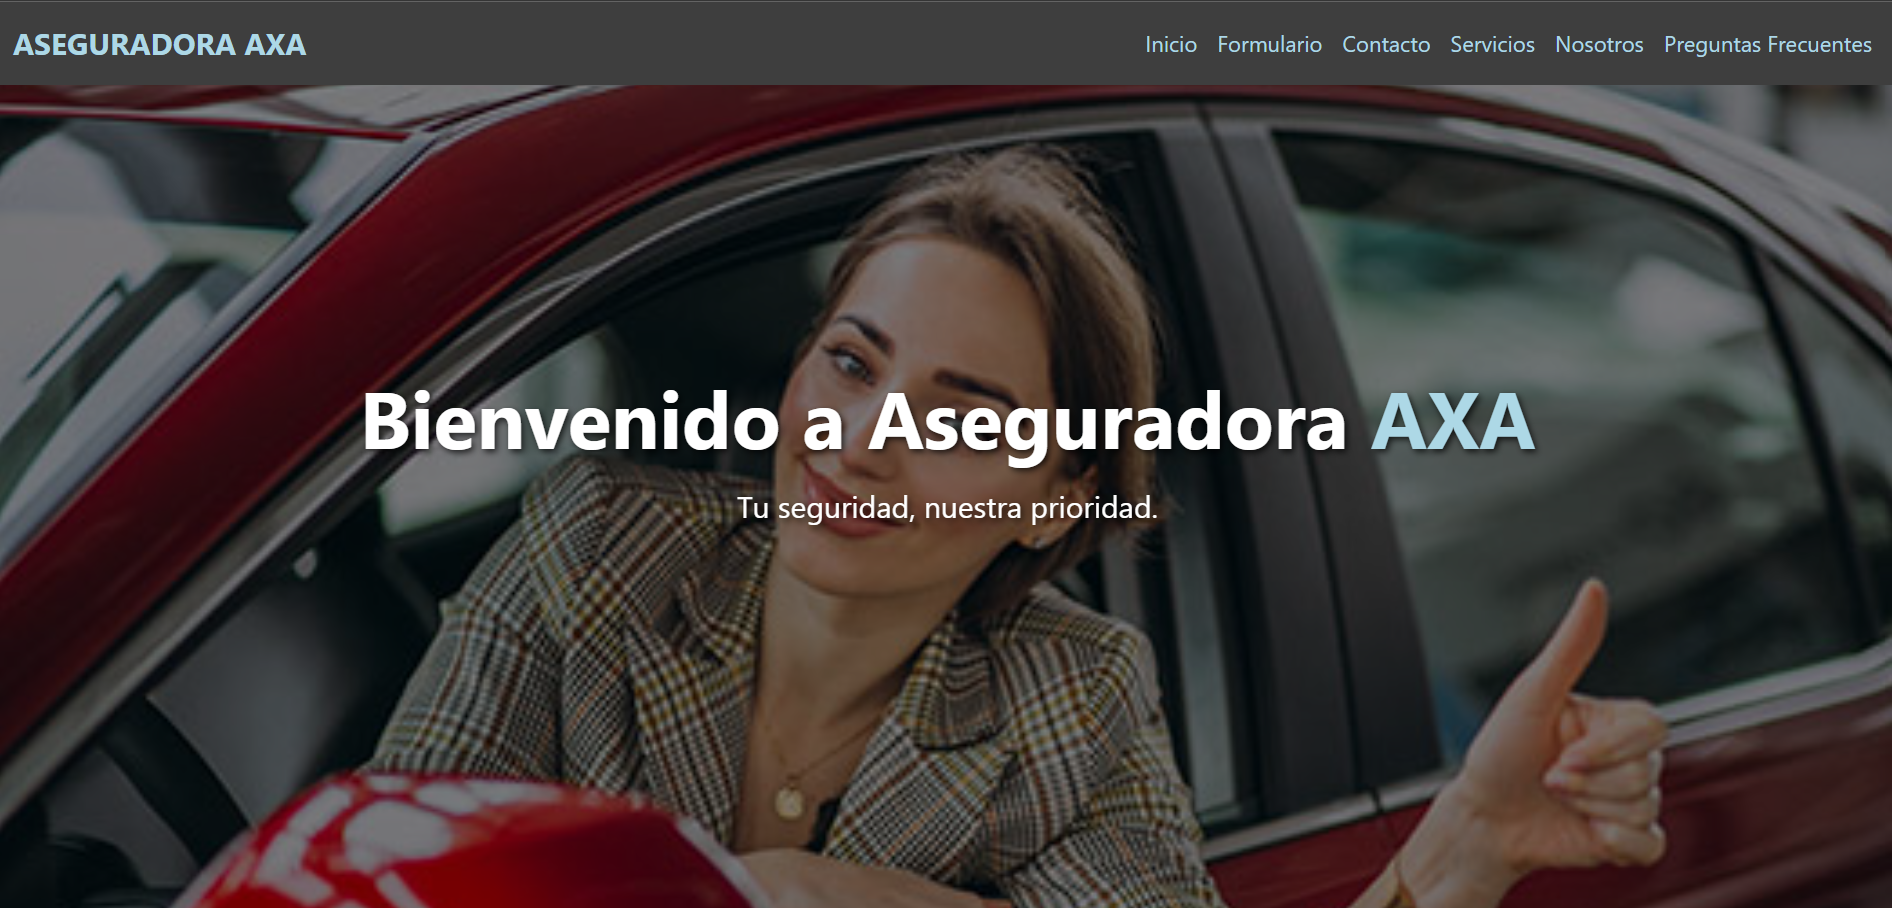 ASEGURADORA AXA
Inicio Formulario Contacto Servicios Nosotros Preguntas Frecuentes
Bienvenido a Aseguradora AXA
Tu seguridad, nuestra prioridad.